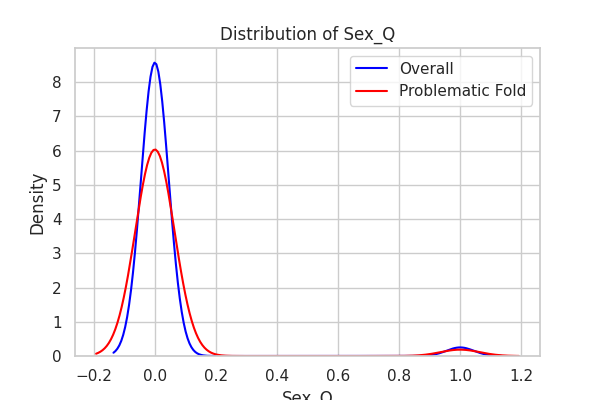 Distribution of Sex_Q
Overall
Problematic Fold
Density
8
7
6
5
4
3
2
1
0
−0.2 0.0 0.2 0.4 0.6 0.8 1.0 1.2
Sex_Q